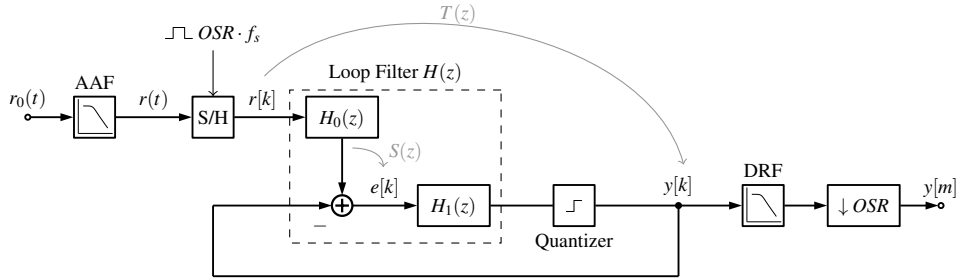 T(z)
OSR · f_s
Loop Filter H(z)
AAF
r_0(t)
r(t)
S/H
r[k]
H_0(z)
S(z)
e[k]
H_1(z)
−
Quantizer
y[k]
DRF
↓ OSR
y[m]